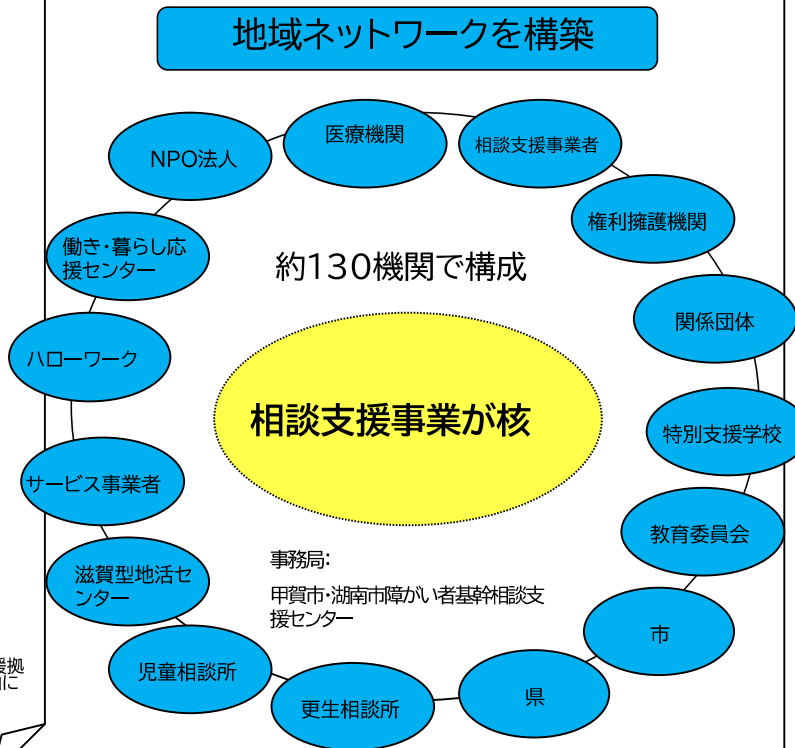 地域ネットワークを構築
医療機関
相談支援事業者
NPO法人
権利擁護機関
働き・暮らし応
援センター
約130機関で構成
関係団体
ハローワーク
相談支援事業が核
特別支援学校
サービス事業者
教育委員会
事務局:
滋賀型地活セ
ンター
甲賀市・湖南市障がい者基幹相談支
援センター
市
児童相談所
県
更生相談所
援拠
に